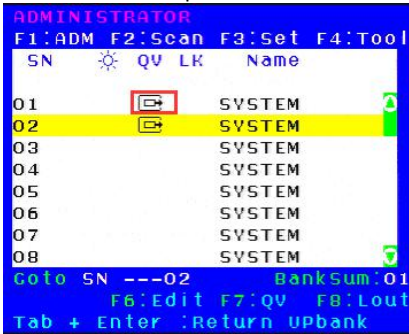 ADMINISTRATOR
F1:ADM F2:Scan F3:Set F4:Tool
SN QV LK Name
01 SYSTEM
02 SYSTEM
03 SYSTEM
04 SYSTEM
05 SYSTEM
06 SYSTEM
07 SYSTEM
08 SYSTEM
Goto SN ---02 BankSum:01
F6:Edit F7:QV F8:Lout
Tab + Enter :Return UPbank